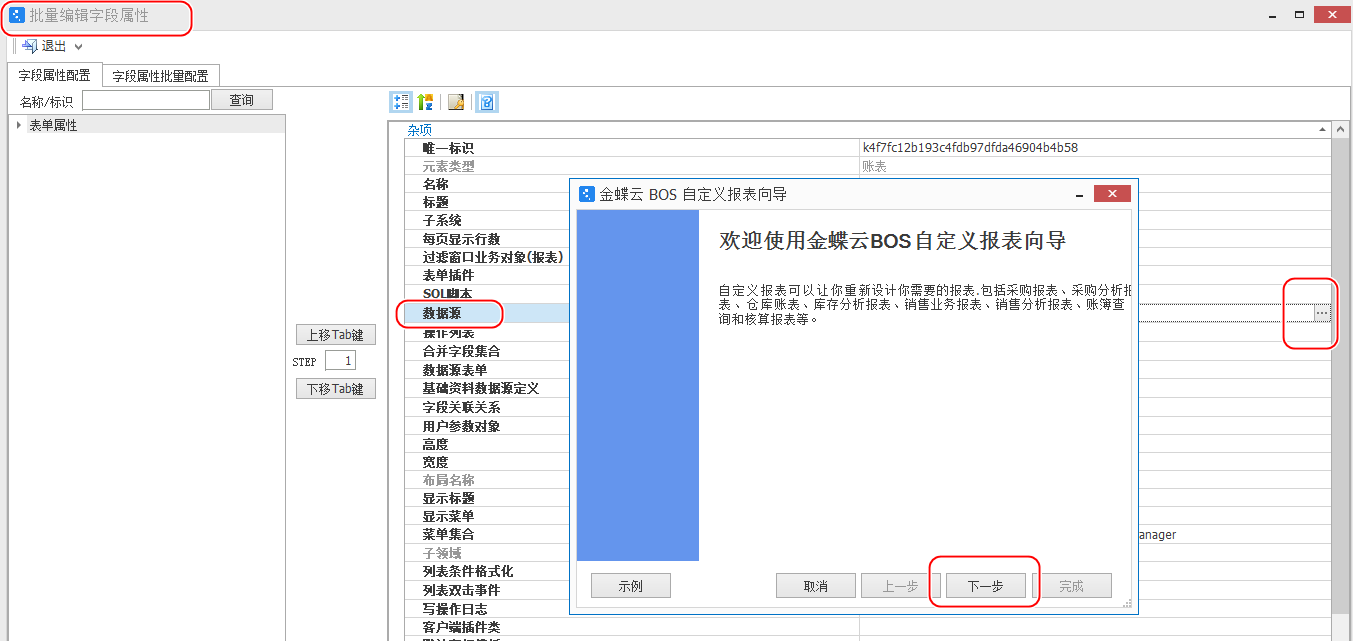 批量编辑字段属性
退出
字段属性配置
字段属性批量配置
名称/标识
查询
表单属性
上移Tab键
STEP
1
下移Tab键
杂项
唯一标识
k4f7fc12b193c4fdb97dfda46904b4b58
元素类型
账表
名称
标题
子系统
每页显示行数
过滤窗口业务对象(报表)
表单插件
SQL脚本
数据源
操作列表
合并字段集合
数据源表单
基础资料数据源定义
字段关联关系
用户参数对象
高度
宽度
布局名称
显示标题
显示菜单
菜单集合
anager
子领域
列表条件格式化
列表双击事件
写操作日志
客户端插件类
金蝶云 BOS 自定义报表向导
欢迎使用金蝶云BOS自定义报表向导
自定义报表可以让你重新设计你需要的报表.包括采购报表、采购分析报
表、仓库账表、库存分析报表、销售业务报表、销售分析报表、账簿查
询和核算报表等。
示例
取消
上一步
下一步
完成